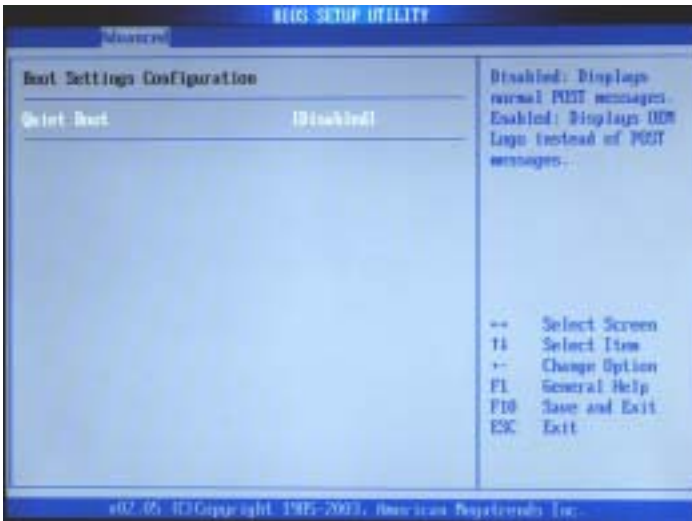 BIOS SETUP UTILITY
Advanced
Boot Settings Configuration
Quiet Boot [Disabled]
Disabled: Displays
normal POST messages.
Enabled: Displays OEM
Logo instead of POST
messages.
Select Screen
↑↓ Select Item
+- Change Option
F1 General Help
F10 Save and Exit
ESC Exit
v02.05 (C)Copyright 1985-2003, American Megatrends Inc.